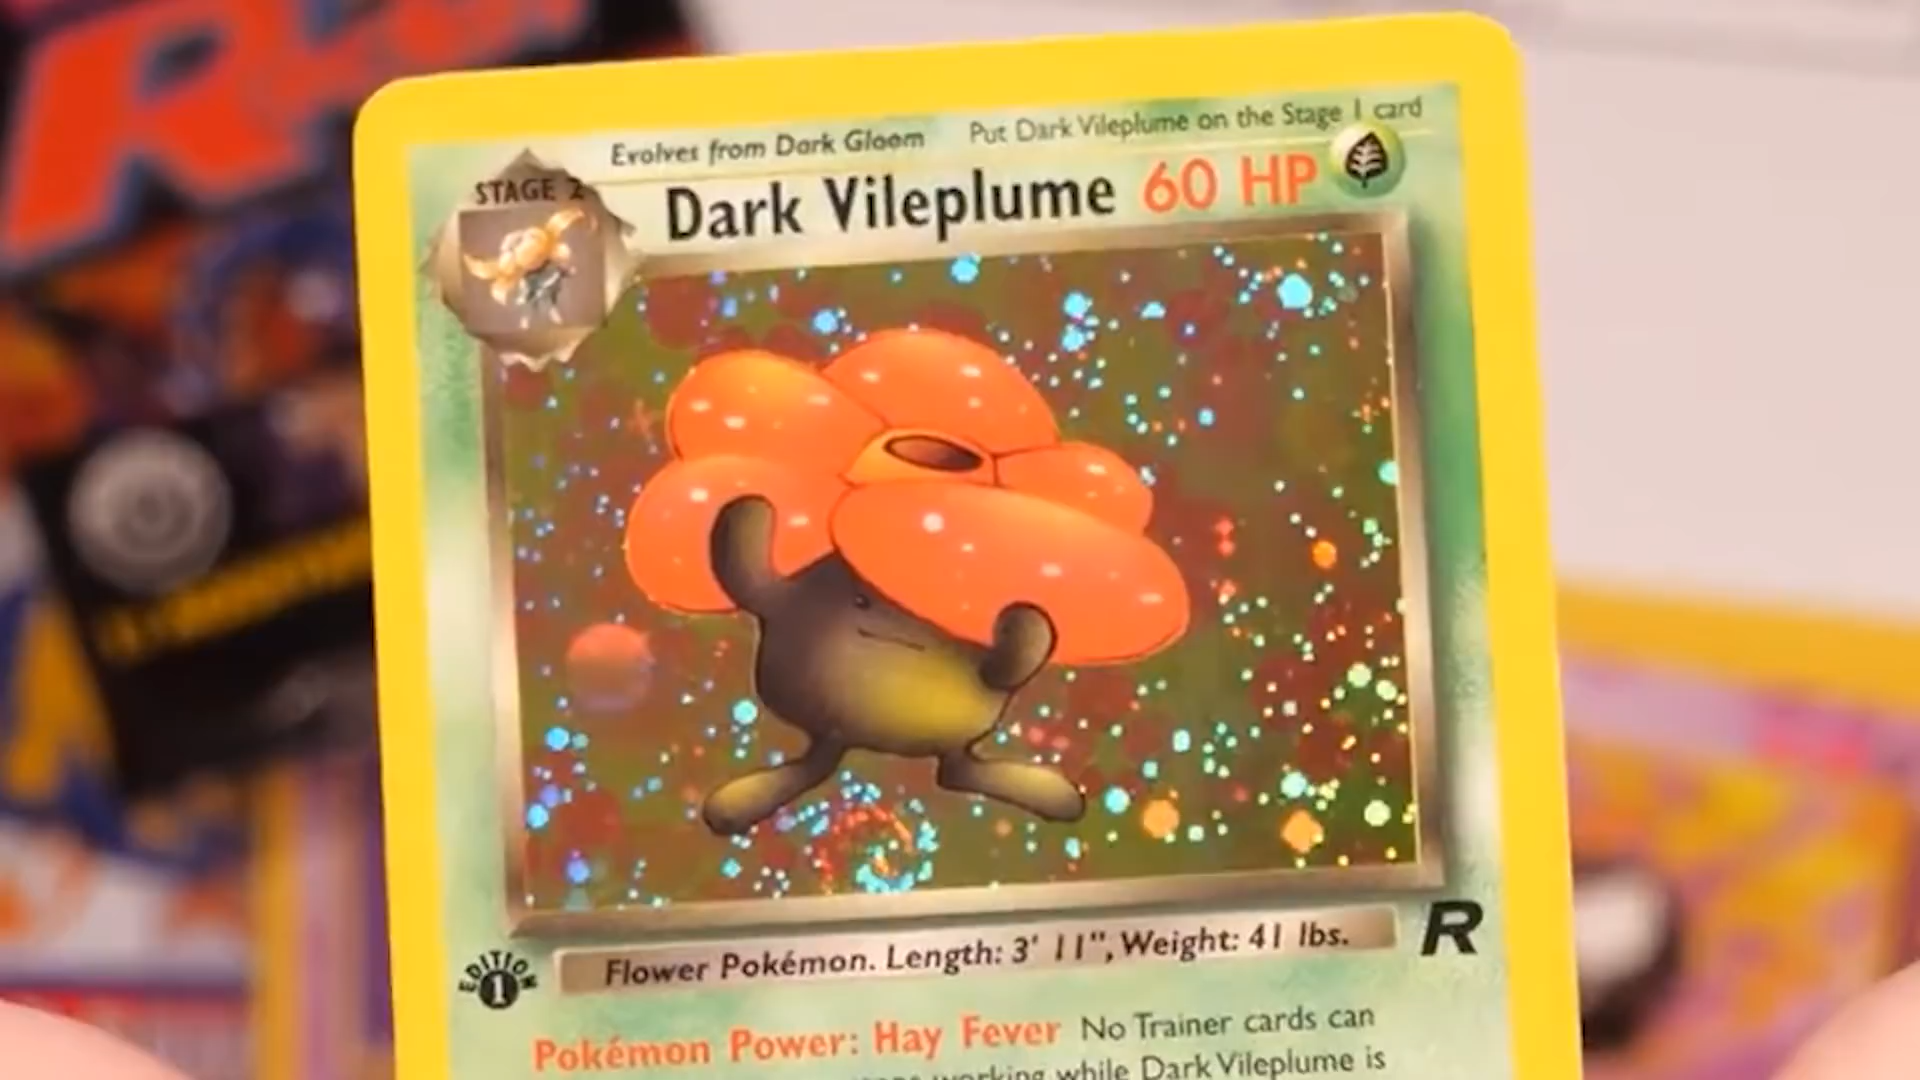 Evolves from Dark Gloom Put Dark Vileplume on the Stage 1 card
STAGE 2
Dark Vileplume 60 HP
Flower Pokémon. Length: 3' 11", Weight: 41 lbs.
R
EDITION
1
Pokémon Power: Hay Fever No Trainer cards can
working while Dark Vileplume is